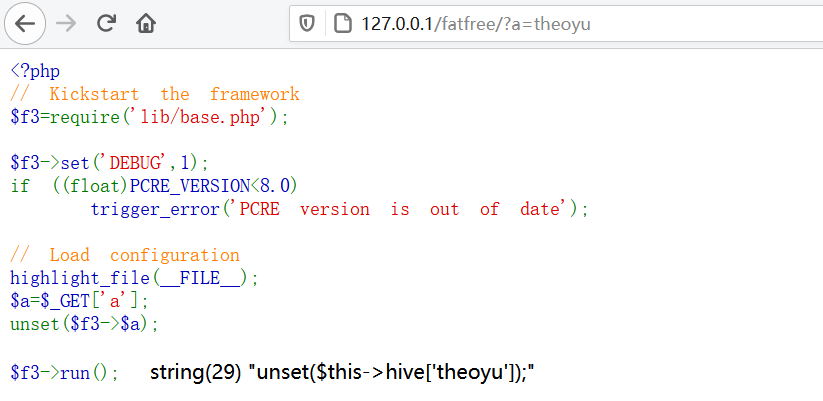 127.0.0.1/fatfree/?a=theoyu
<?php
// Kickstart the framework
$f3=require('lib/base.php');
$f3->set('DEBUG',1);
if ((float)PCRE_VERSION<8.0)
trigger_error('PCRE version is out of date');
// Load configuration
highlight_file(__FILE__);
$a=$_GET['a'];
unset($f3->$a);
$f3->run(); string(29) "unset($this->hive['theoyu']);"